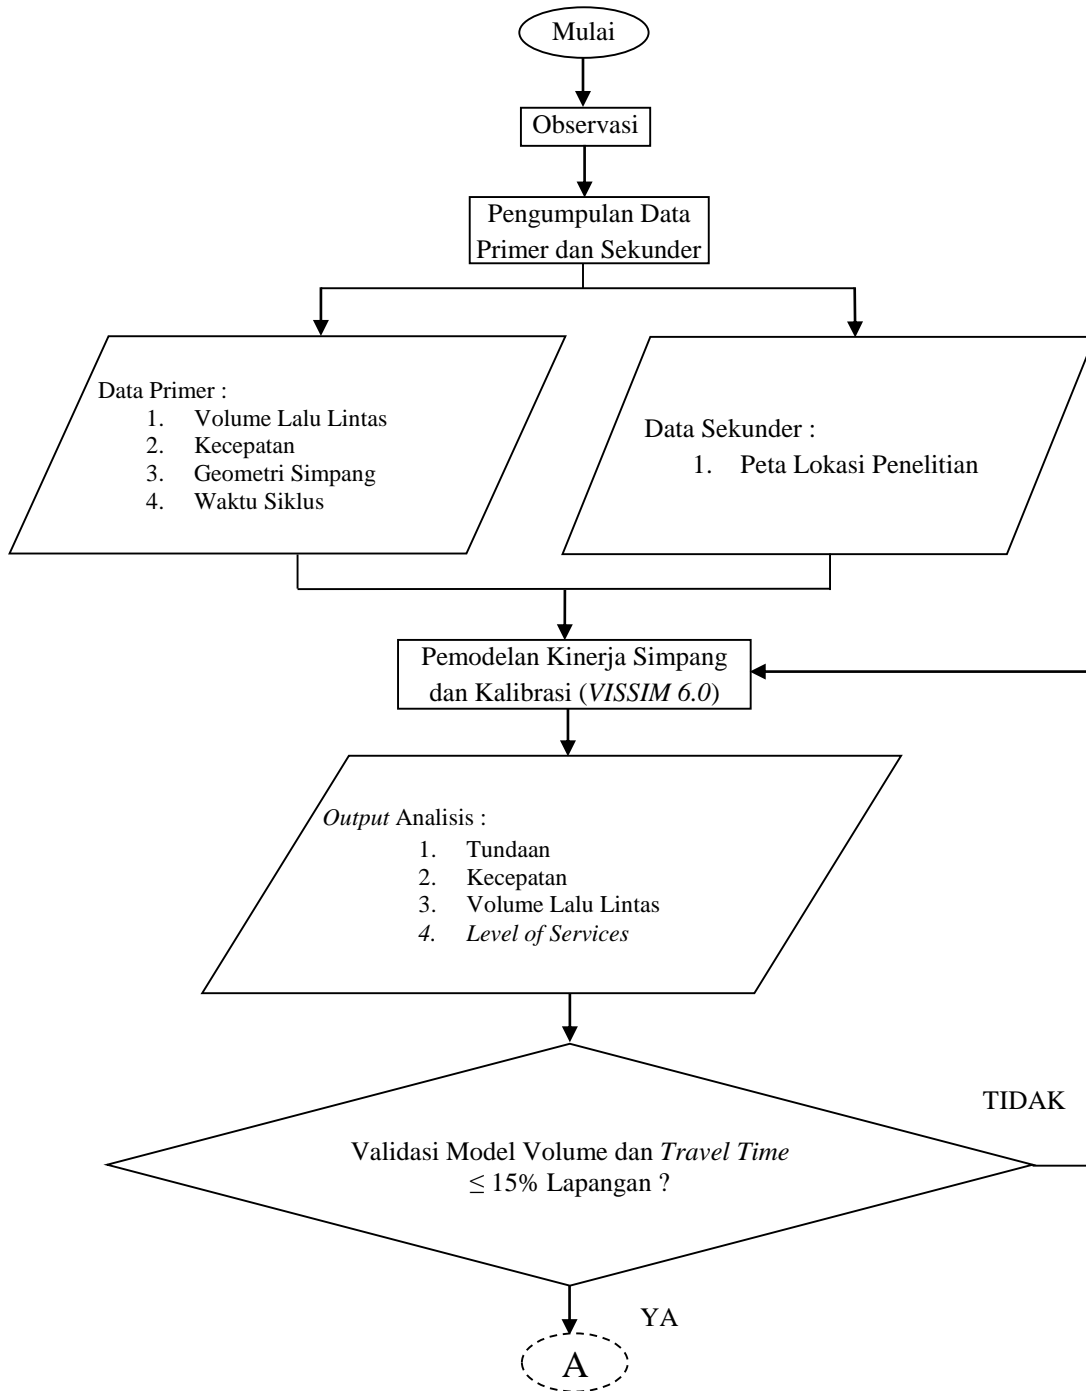 Mulai
Observasi
Pengumpulan Data
Primer dan Sekunder
Data Primer :
1. Volume Lalu Lintas
2. Kecepatan
3. Geometri Simpang
4. Waktu Siklus
Data Sekunder :
1. Peta Lokasi Penelitian
Pemodelan Kinerja Simpang
dan Kalibrasi (VISSIM 6.0)
Output Analisis :
1. Tundaan
2. Kecepatan
3. Volume Lalu Lintas
4. Level of Services
TIDAK
Validasi Model Volume dan Travel Time
≤ 15% Lapangan ?
YA
A